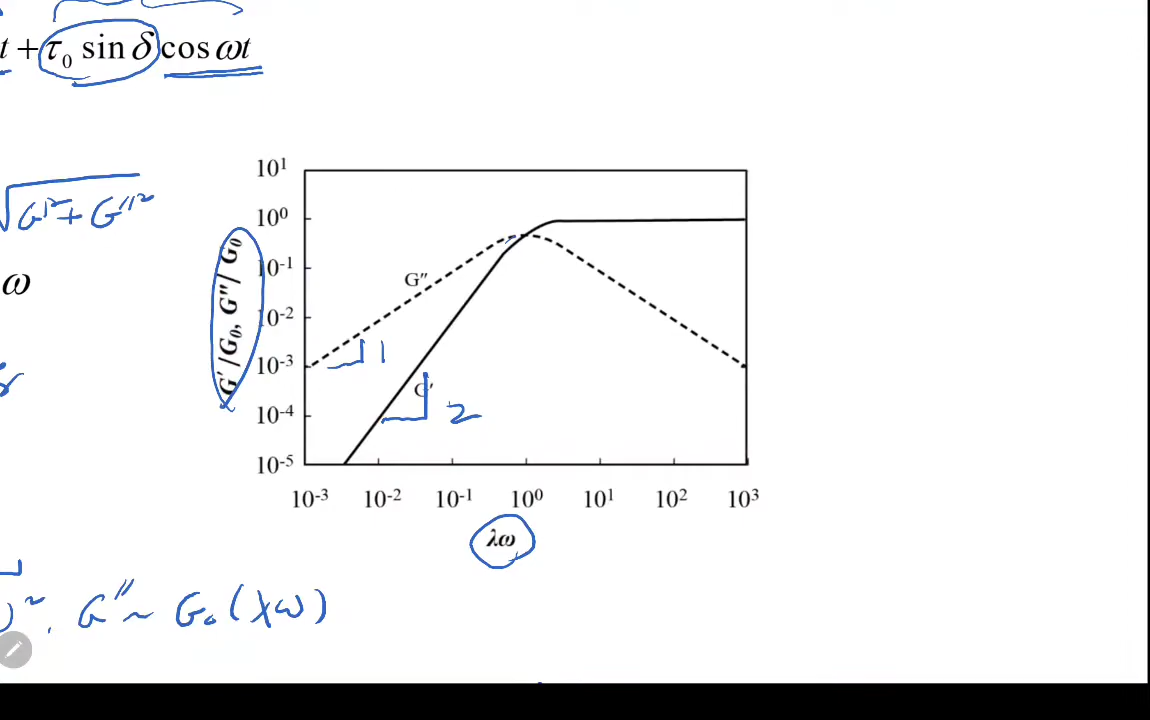 t + τ₀ sin δ cos ωt
√G'² + G''²
ω
10¹
10⁰
10⁻¹
10⁻²
10⁻³
10⁻⁴
10⁻⁵
G'/G₀, G''/G₀
G''
1
G'
2
10⁻³ 10⁻² 10⁻¹ 10⁰ 10¹ 10² 10³
λω
)². G'' ~ G₀(λω)